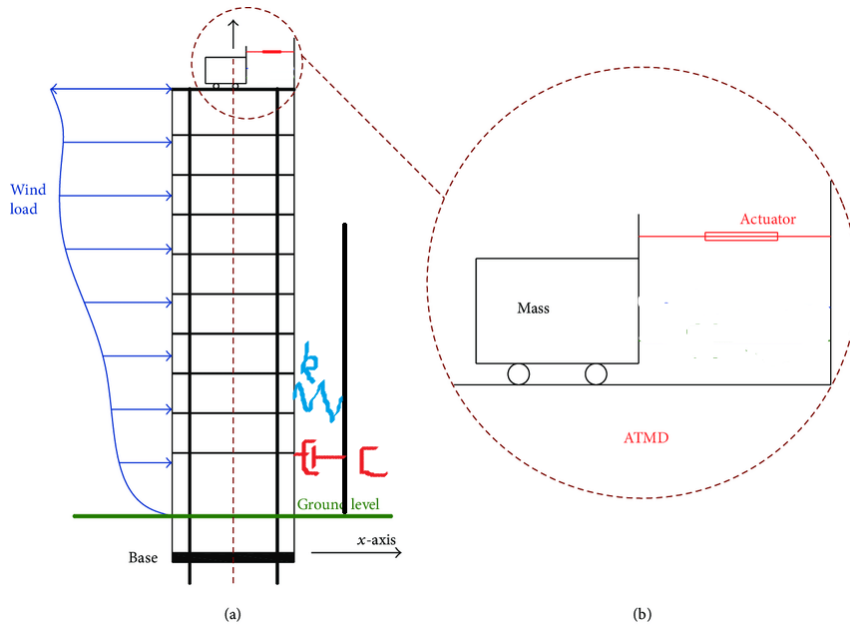 Wind
load
k
C
Ground level
x-axis
Base
(a)
Actuator
Mass
ATMD
(b)